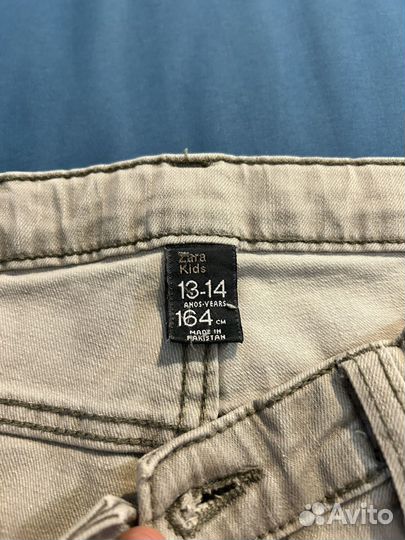 Zara
Kids
13-14
AÑOS-YEARS
164 CM
MADE IN
PAKISTAN
Avito